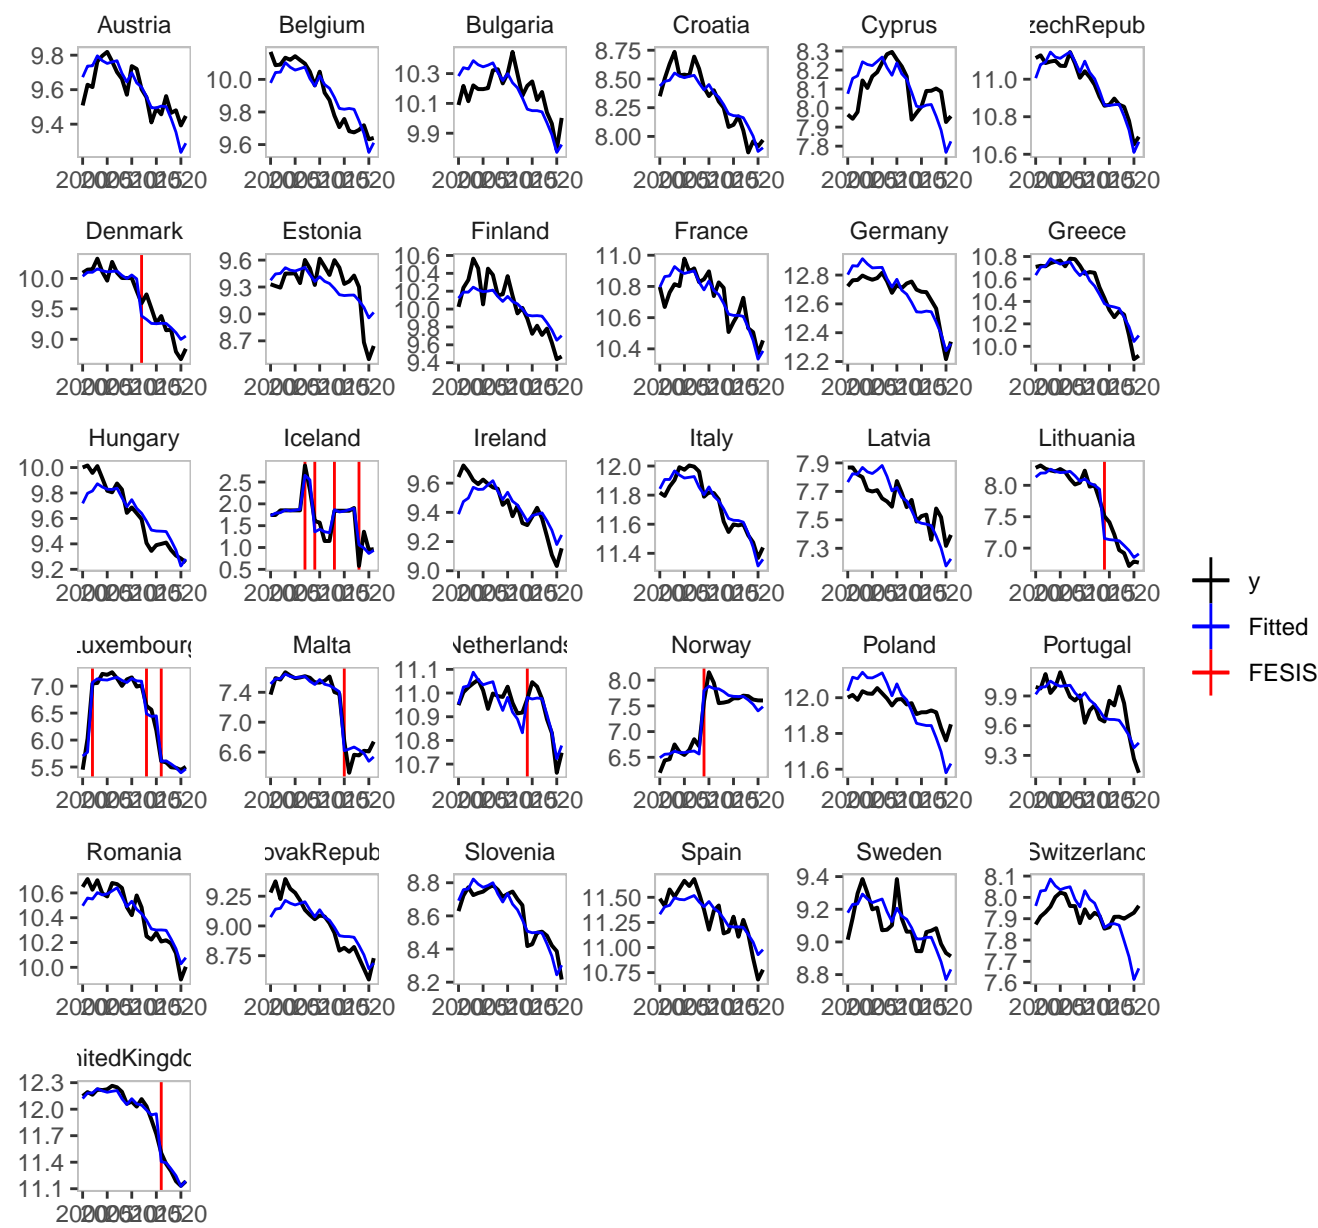 Austria Belgium Bulgaria Croatia Cyprus zechRepub
9.8 9.6 9.4
10.0 9.8 9.6
10.3 10.1 9.9
8.75 8.50 8.25 8.00
8.3 8.2 8.1 8.0 7.9 7.8
11.0 10.8 10.6
Denmark Estonia Finland France Germany Greece
10.0 9.5 9.0
9.6 9.3 9.0 8.7
10.6 10.4 10.2 10.0 9.8 9.6 9.4
11.0 10.8 10.6 10.4
12.8 12.6 12.4 12.2
10.8 10.6 10.4 10.2 10.0
Hungary Iceland Ireland Italy Latvia Lithuania
10.0 9.8 9.6 9.4 9.2
2.5 2.0 1.5 1.0 0.5
9.6 9.4 9.2 9.0
12.0 11.8 11.6 11.4
7.9 7.7 7.5 7.3
8.0 7.5 7.0
y
Fitted
FESIS
Luxembourg Malta Netherlands Norway Poland Portugal
7.0 6.5 6.0 5.5
7.4 7.0 6.6
11.1 11.0 10.9 10.8 10.7
8.0 7.5 7.0 6.5
12.0 11.8 11.6
9.9 9.6 9.3
Romania ovakRepub Slovenia Spain Sweden Switzerland
10.6 10.4 10.2 10.0
9.25 9.00 8.75
8.8 8.6 8.4 8.2
11.50 11.25 11.00 10.75
9.4 9.2 9.0 8.8
8.1 8.0 7.9 7.8 7.7 7.6
nitedKingdo
12.3 12.0 11.7 11.4 11.1